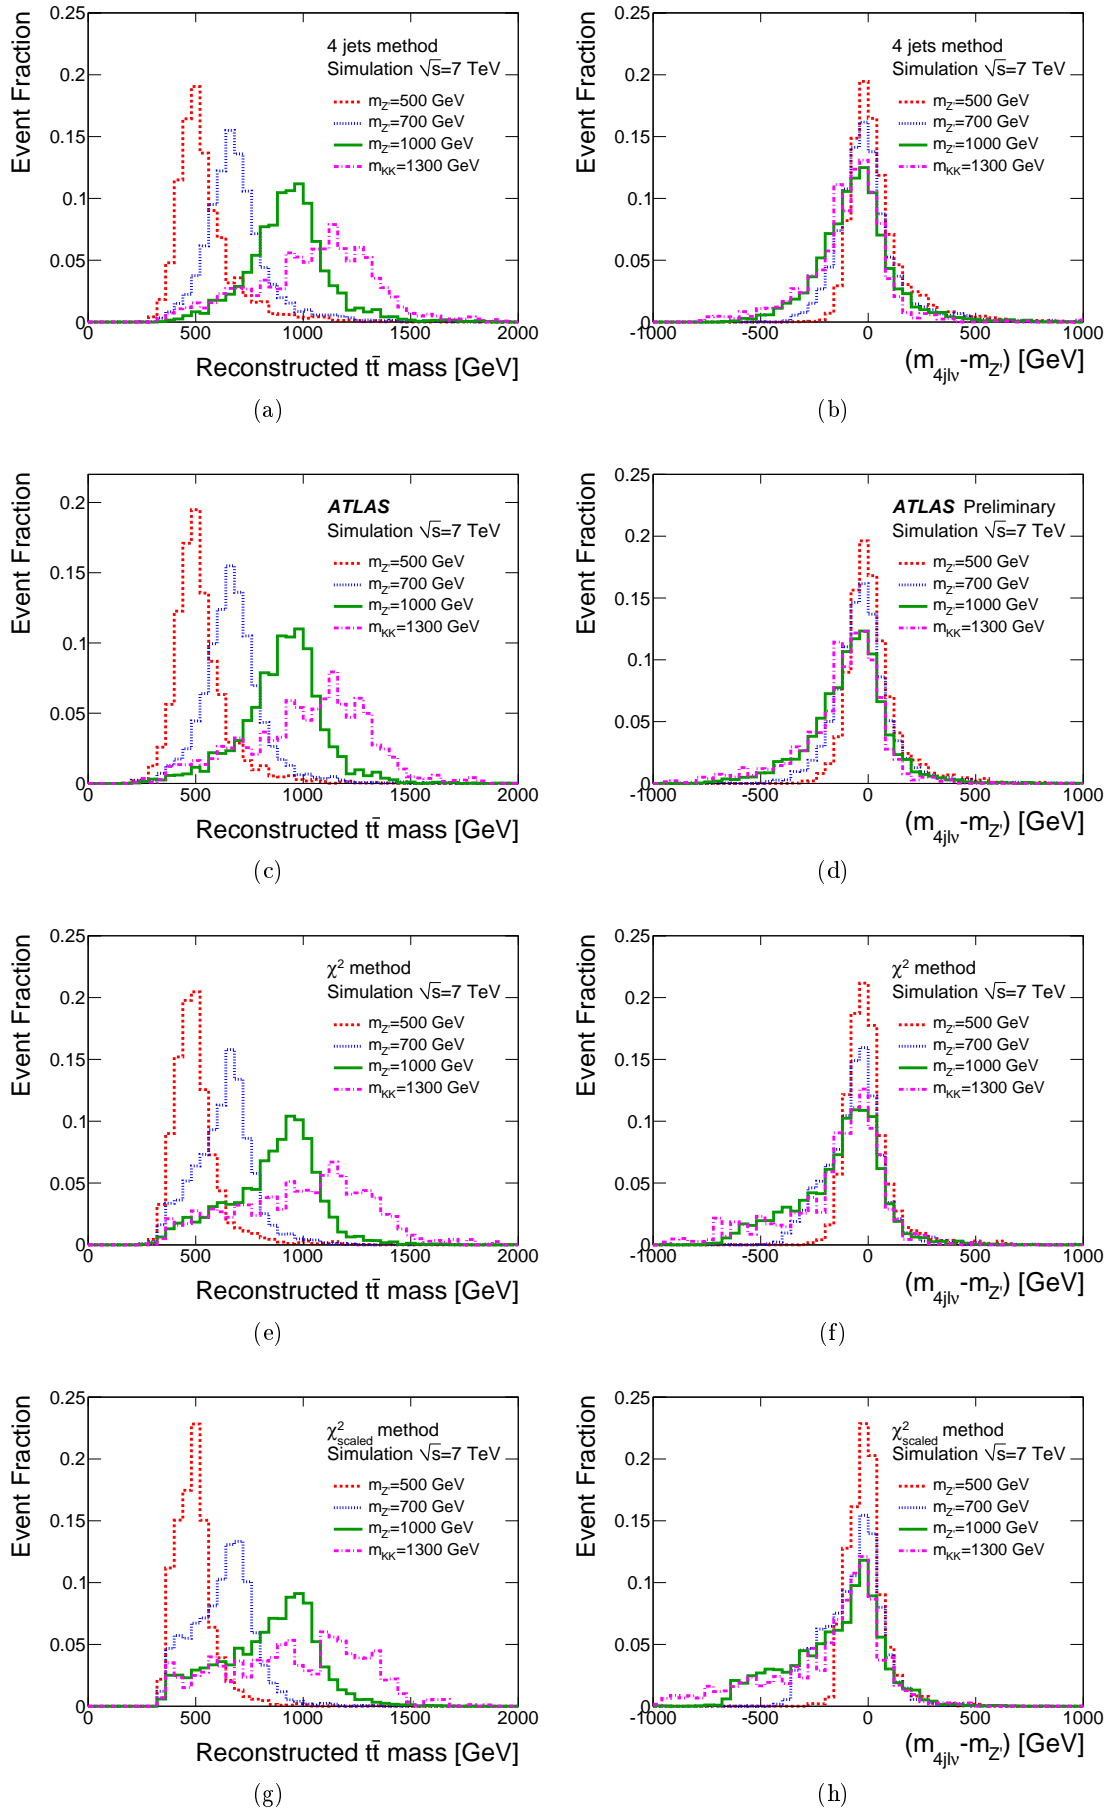 Event Fraction
0.25
0.2
0.15
0.1
0.05
0
4 jets method
Simulation √s=7 TeV
m_Z'=500 GeV
m_Z'=700 GeV
m_Z'=1000 GeV
m_KK=1300 GeV
0 500 1000 1500 2000
Reconstructed tt̄ mass [GeV]
(a)
Event Fraction
0.25
0.2
0.15
0.1
0.05
0
4 jets method
Simulation √s=7 TeV
m_Z'=500 GeV
m_Z'=700 GeV
m_Z'=1000 GeV
m_KK=1300 GeV
-1000 -500 0 500 1000
(m_4jlν-m_Z') [GeV]
(b)
Event Fraction
0.2
0.15
0.1
0.05
0
ATLAS
Simulation √s=7 TeV
m_Z'=500 GeV
m_Z'=700 GeV
m_Z'=1000 GeV
m_KK=1300 GeV
0 500 1000 1500 2000
Reconstructed tt̄ mass [GeV]
(c)
Event Fraction
0.25
0.2
0.15
0.1
0.05
0
ATLAS Preliminary
Simulation √s=7 TeV
m_Z'=500 GeV
m_Z'=700 GeV
m_Z'=1000 GeV
m_KK=1300 GeV
-1000 -500 0 500 1000
(m_4jlν-m_Z') [GeV]
(d)
Event Fraction
0.25
0.2
0.15
0.1
0.05
0
χ² method
Simulation √s=7 TeV
m_Z'=500 GeV
m_Z'=700 GeV
m_Z'=1000 GeV
m_KK=1300 GeV
0 500 1000 1500 2000
Reconstructed tt̄ mass [GeV]
(e)
Event Fraction
0.25
0.2
0.15
0.1
0.05
0
χ² method
Simulation √s=7 TeV
m_Z'=500 GeV
m_Z'=700 GeV
m_Z'=1000 GeV
m_KK=1300 GeV
-1000 -500 0 500 1000
(m_4jlν-m_Z') [GeV]
(f)
Event Fraction
0.25
0.2
0.15
0.1
0.05
0
χ²_scaled method
Simulation √s=7 TeV
m_Z'=500 GeV
m_Z'=700 GeV
m_Z'=1000 GeV
m_KK=1300 GeV
0 500 1000 1500 2000
Reconstructed tt̄ mass [GeV]
(g)
Event Fraction
0.25
0.2
0.15
0.1
0.05
0
χ²_scaled method
Simulation √s=7 TeV
m_Z'=500 GeV
m_Z'=700 GeV
m_Z'=1000 GeV
m_KK=1300 GeV
-1000 -500 0 500 1000
(m_4jlν-m_Z') [GeV]
(h)